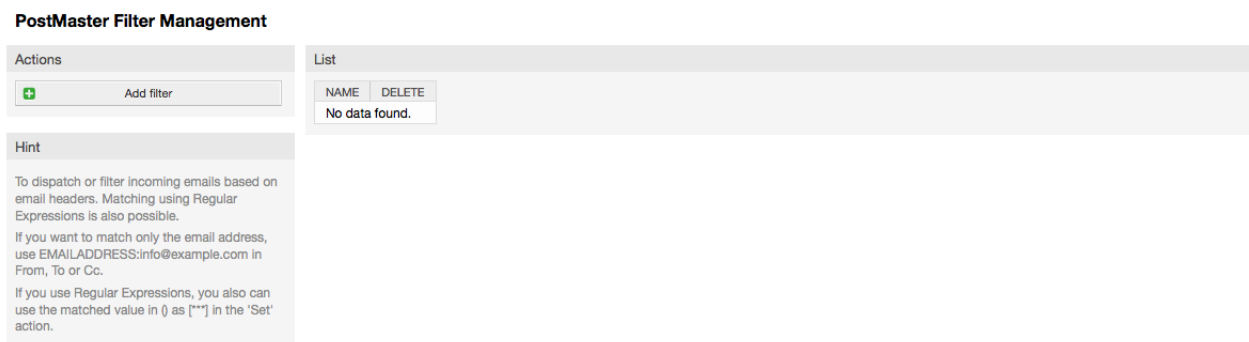 PostMaster Filter Management
Actions
Add filter
Hint
To dispatch or filter incoming emails based on
email headers. Matching using Regular
Expressions is also possible.
If you want to match only the email address,
use EMAILADDRESS:info@example.com in
From, To or Cc.
If you use Regular Expressions, you also can
use the matched value in () as [***] in the 'Set'
action.
List
NAME DELETE
No data found.